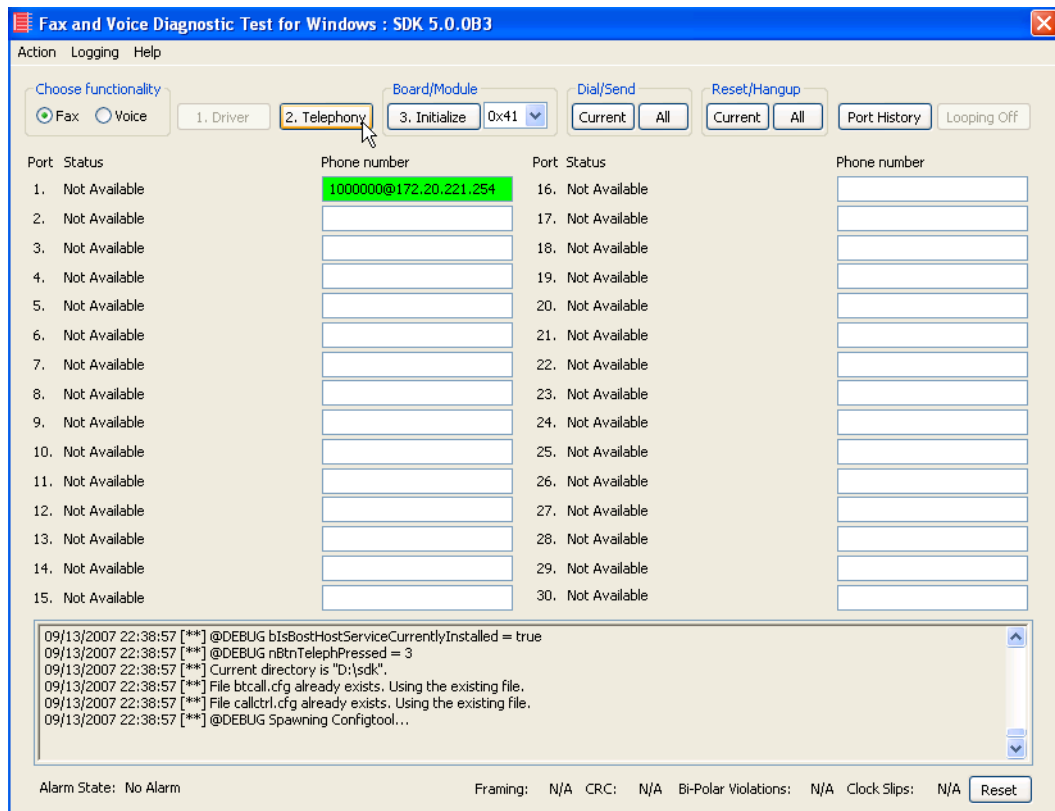 Fax and Voice Diagnostic Test for Windows : SDK 5.0.0B3
Action Logging Help
Choose functionality Board/Module Dial/Send Reset/Hangup
Fax Voice 1. Driver 2. Telephony 3. Initialize 0x41 Current All Current All Port History Looping Off
Port Status Phone number Port Status Phone number
1. Not Available 1000000@172.20.221.254 16. Not Available
2. Not Available 17. Not Available
3. Not Available 18. Not Available
4. Not Available 19. Not Available
5. Not Available 20. Not Available
6. Not Available 21. Not Available
7. Not Available 22. Not Available
8. Not Available 23. Not Available
9. Not Available 24. Not Available
10. Not Available 25. Not Available
11. Not Available 26. Not Available
12. Not Available 27. Not Available
13. Not Available 28. Not Available
14. Not Available 29. Not Available
15. Not Available 30. Not Available
09/13/2007 22:38:57 [**] @DEBUG bIsBostHostServiceCurrentlyInstalled = true
09/13/2007 22:38:57 [**] @DEBUG nBtnTelephPressed = 3
09/13/2007 22:38:57 [**] Current directory is "D:\sdk".
09/13/2007 22:38:57 [**] File btcall.cfg already exists. Using the existing file.
09/13/2007 22:38:57 [**] File callctrl.cfg already exists. Using the existing file.
09/13/2007 22:38:57 [**] @DEBUG Spawning Configtool...
Alarm State: No Alarm Framing: N/A CRC: N/A Bi-Polar Violations: N/A Clock Slips: N/A Reset